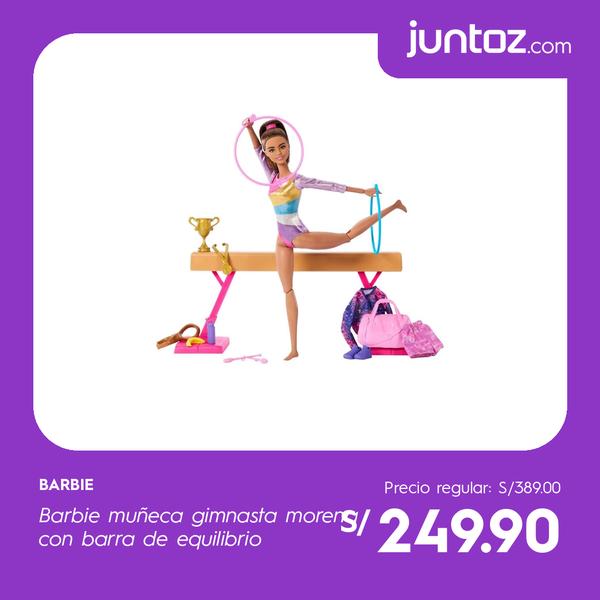 juntoz.com
BARBIE
Precio regular: S/389.00
Barbie muñeca gimnasta morena
con barra de equilibrio
S/ 249.90